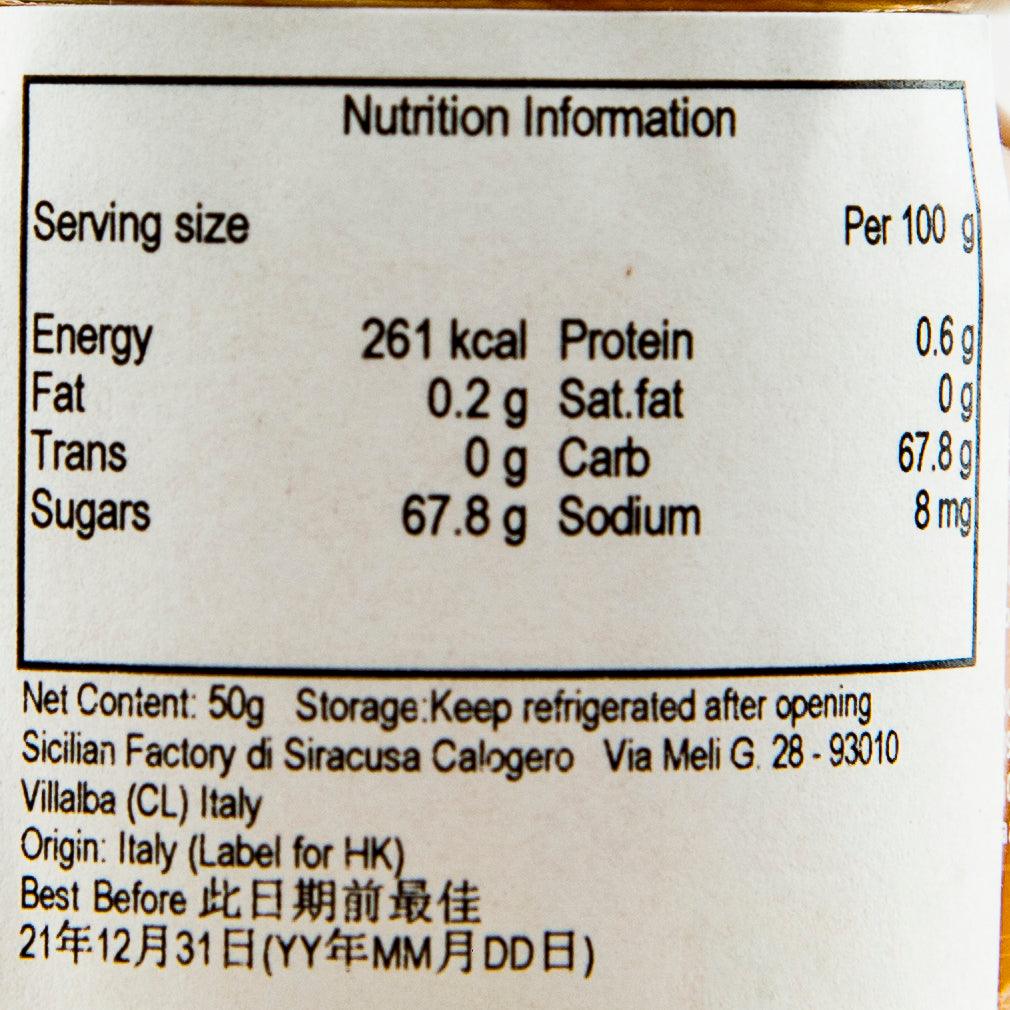 Nutrition Information
Serving size Per 100 g
Energy 261 kcal Protein 0.6 g
Fat 0.2 g Sat.fat 0 g
Trans 0 g Carb 67.8 g
Sugars 67.8 g Sodium 8 mg
Net Content: 50g Storage:Keep refrigerated after opening
Sicilian Factory di Siracusa Calogero Via Meli G. 28 - 93010
Villalba (CL) Italy
Origin: Italy (Label for HK)
Best Before 此日期前最佳
21年12月31日(YY年MM月DD日)